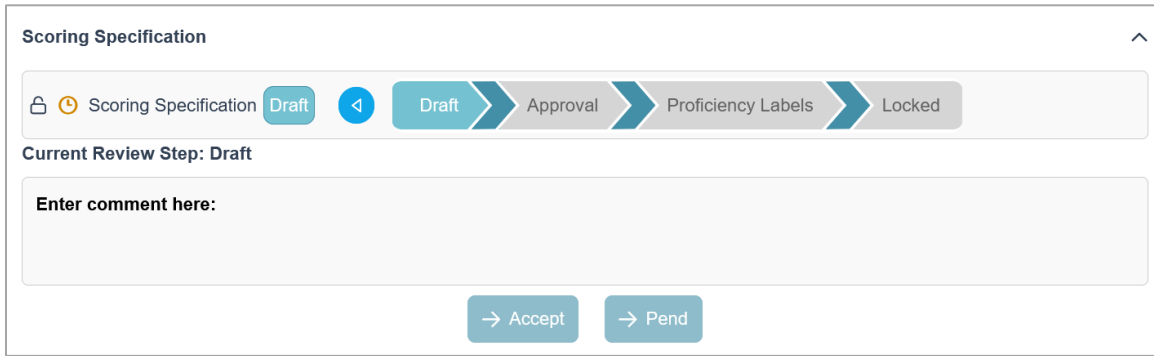 Scoring Specification
Scoring Specification Draft Draft Approval Proficiency Labels Locked
Current Review Step: Draft
Enter comment here:
Accept Pend